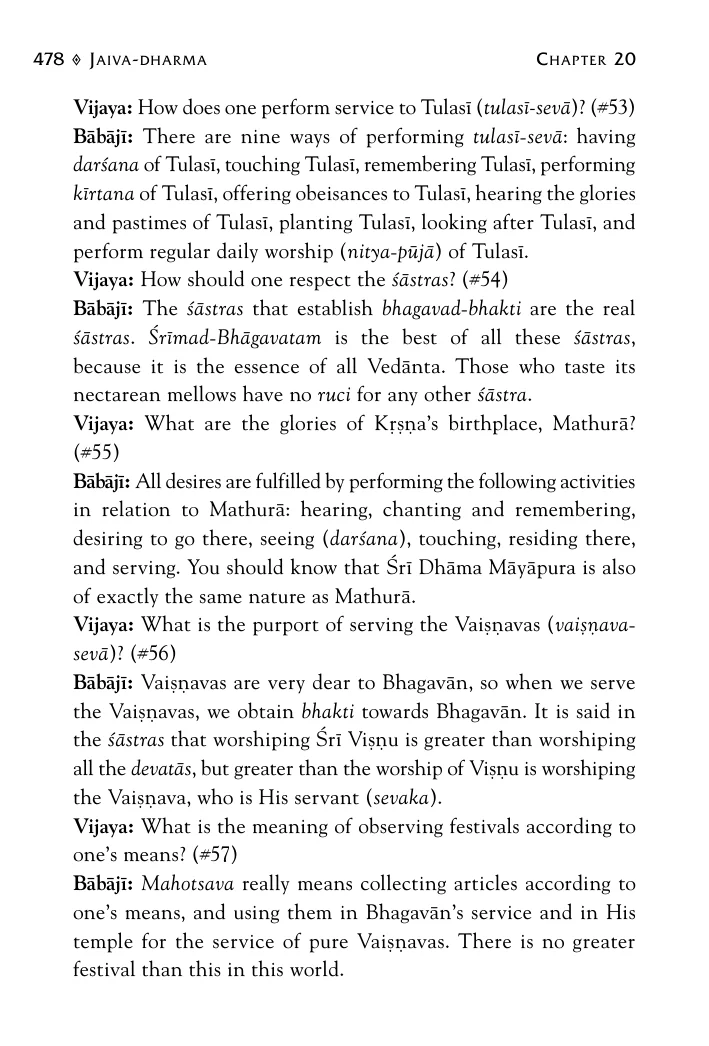 478 ◈ JAIVA-DHARMA CHAPTER 20
Vijaya: How does one perform service to Tulasī (tulasī-sevā)? (#53)
Bābājī: There are nine ways of performing tulasī-sevā: having
darśana of Tulasī, touching Tulasī, remembering Tulasī, performing
kīrtana of Tulasī, offering obeisances to Tulasī, hearing the glories
and pastimes of Tulasī, planting Tulasī, looking after Tulasī, and
perform regular daily worship (nitya-pūjā) of Tulasī.
Vijaya: How should one respect the śāstras? (#54)
Bābājī: The śāstras that establish bhagavad-bhakti are the real
śāstras. Śrīmad-Bhāgavatam is the best of all these śāstras,
because it is the essence of all Vedānta. Those who taste its
nectarean mellows have no ruci for any other śāstra.
Vijaya: What are the glories of Kṛṣṇa's birthplace, Mathurā?
(#55)
Bābājī: All desires are fulfilled by performing the following activities
in relation to Mathurā: hearing, chanting and remembering,
desiring to go there, seeing (darśana), touching, residing there,
and serving. You should know that Śrī Dhāma Māyāpura is also
of exactly the same nature as Mathurā.
Vijaya: What is the purport of serving the Vaiṣṇavas (vaiṣṇava-
sevā)? (#56)
Bābājī: Vaiṣṇavas are very dear to Bhagavān, so when we serve
the Vaiṣṇavas, we obtain bhakti towards Bhagavān. It is said in
the śāstras that worshiping Śrī Viṣṇu is greater than worshiping
all the devatās, but greater than the worship of Viṣṇu is worshiping
the Vaiṣṇava, who is His servant (sevaka).
Vijaya: What is the meaning of observing festivals according to
one's means? (#57)
Bābājī: Mahotsava really means collecting articles according to
one's means, and using them in Bhagavān's service and in His
temple for the service of pure Vaiṣṇavas. There is no greater
festival than this in this world.